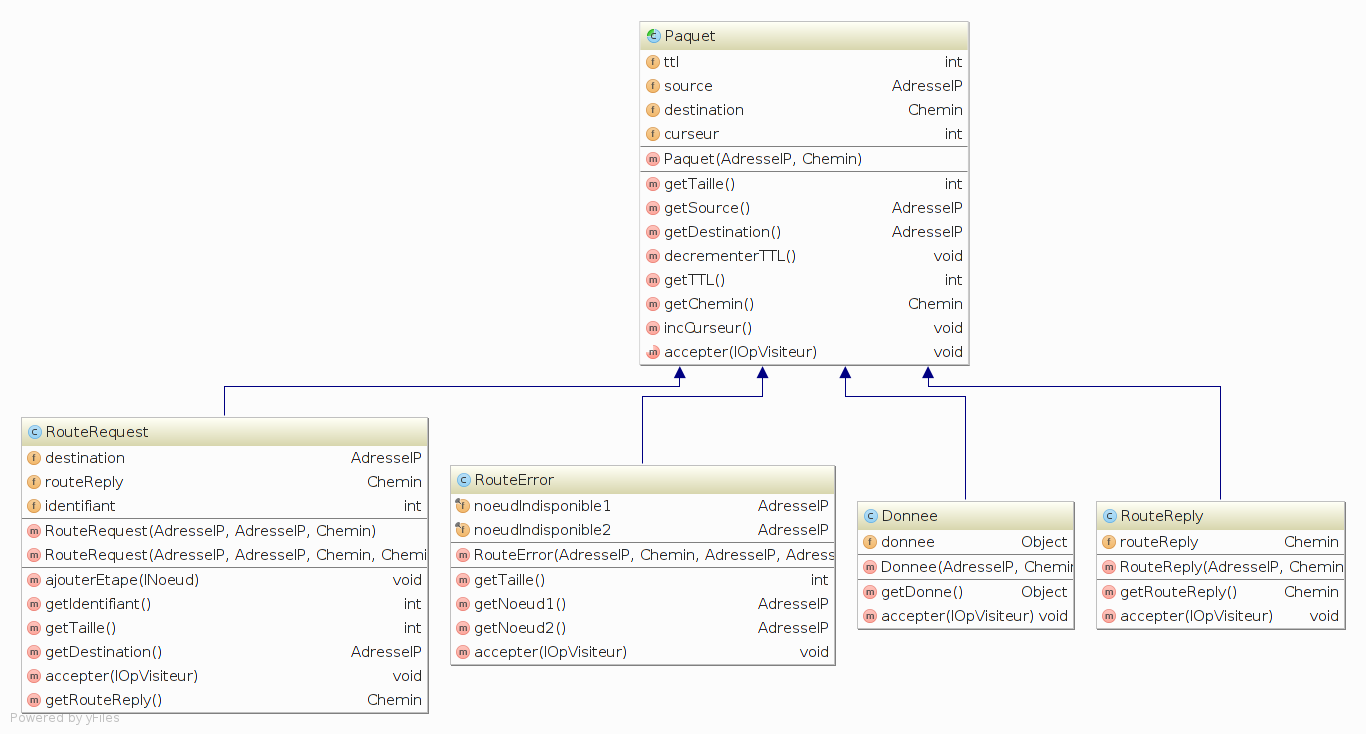 Paquet
ttl int
source AdresseIP
destination Chemin
curseur int
Paquet(AdresseIP, Chemin)
getTaille() int
getSource() AdresseIP
getDestination() AdresseIP
decrementerTTL() void
getTTL() int
getChemin() Chemin
incCurseur() void
accepter(IOpVisiteur) void
RouteRequest
destination AdresseIP
routeReply Chemin
identifiant int
RouteRequest(AdresseIP, AdresseIP, Chemin)
RouteRequest(AdresseIP, AdresseIP, Chemin, Chemi
ajouterEtape(INoeud) void
getIdentifiant() int
getTaille() int
getDestination() AdresseIP
accepter(IOpVisiteur) void
getRouteReply() Chemin
RouteError
noeudIndisponible1 AdresseIP
noeudIndisponible2 AdresseIP
RouteError(AdresseIP, Chemin, AdresseIP, Adress
getTaille() int
getNoeud1() AdresseIP
getNoeud2() AdresseIP
accepter(IOpVisiteur) void
Donnee
donnee Object
Donnee(AdresseIP, Chemin
getDonne() Object
accepter(IOpVisiteur) void
RouteReply
routeReply Chemin
RouteReply(AdresseIP, Chemin
getRouteReply() Chemin
accepter(IOpVisiteur) void
Powered by yFiles